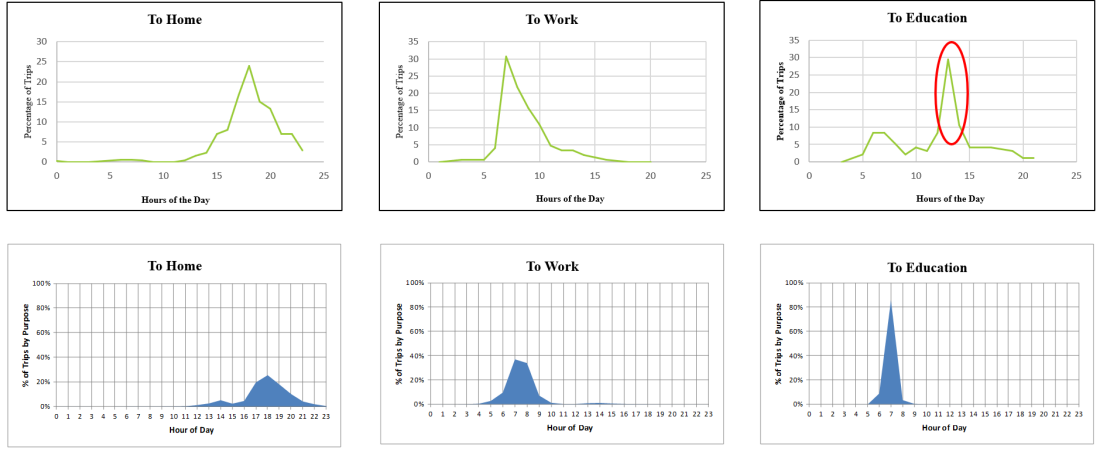 To Home
30
25
20
15
10
5
0
Percentage of Trips
0 5 10 15 20 25
Hours of the Day
To Work
35
30
25
20
15
10
5
0
Percentage of Trips
0 5 10 15 20 25
Hours of the Day
To Education
35
30
25
20
15
10
5
0
Percentage of Trips
0 5 10 15 20 25
Hours of the Day
To Home
100%
80%
60%
40%
20%
0%
% of Trips by Purpose
0 1 2 3 4 5 6 7 8 9 10 11 12 13 14 15 16 17 18 19 20 21 22 23
Hour of Day
To Work
100%
80%
60%
40%
20%
0%
% of Trips by Purpose
0 1 2 3 4 5 6 7 8 9 10 11 12 13 14 15 16 17 18 19 20 21 22 23
Hour of Day
To Education
100%
80%
60%
40%
20%
0%
% of Trips by Purpose
0 1 2 3 4 5 6 7 8 9 10 11 12 13 14 15 16 17 18 19 20 21 22 23
Hour of Day